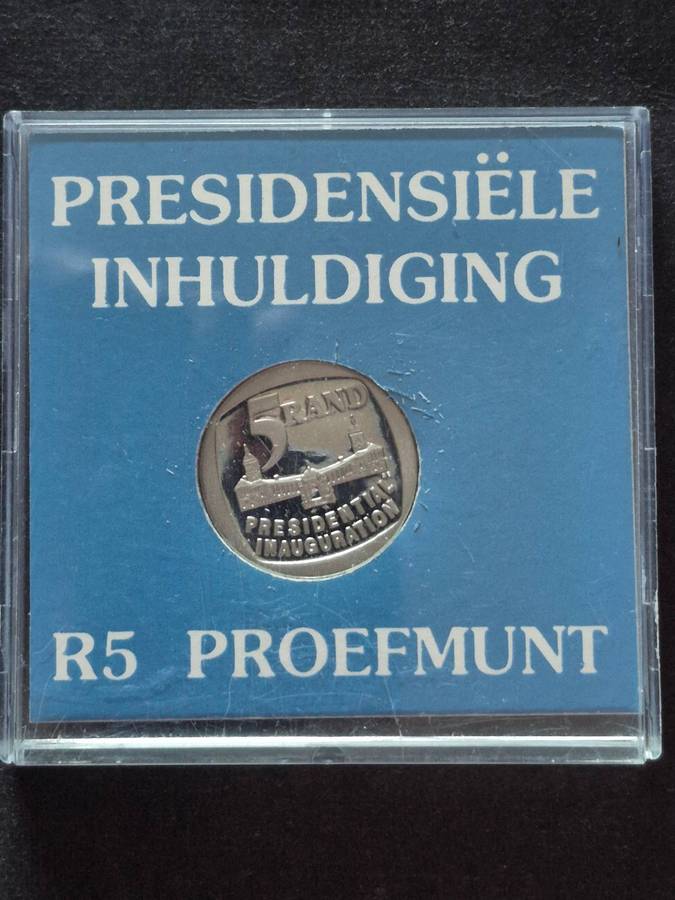 PRESIDENSIËLE
INHULDIGING
5 RAND
PRESIDENTIAL
INAUGURATION
R5 PROEFMUNT